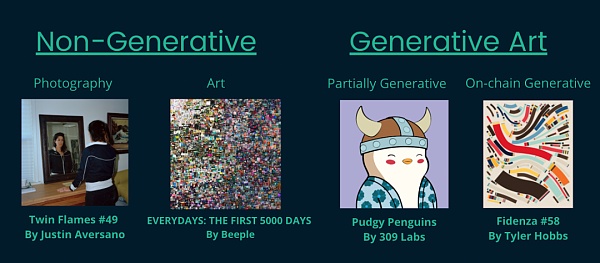 Non-Generative
Generative Art
Photography
Art
Partially Generative
On-chain Generative
Twin Flames #49
By Justin Aversano
EVERYDAYS: THE FIRST 5000 DAYS
By Beeple
Pudgy Penguins
By 309 Labs
Fidenza #58
By Tyler Hobbs